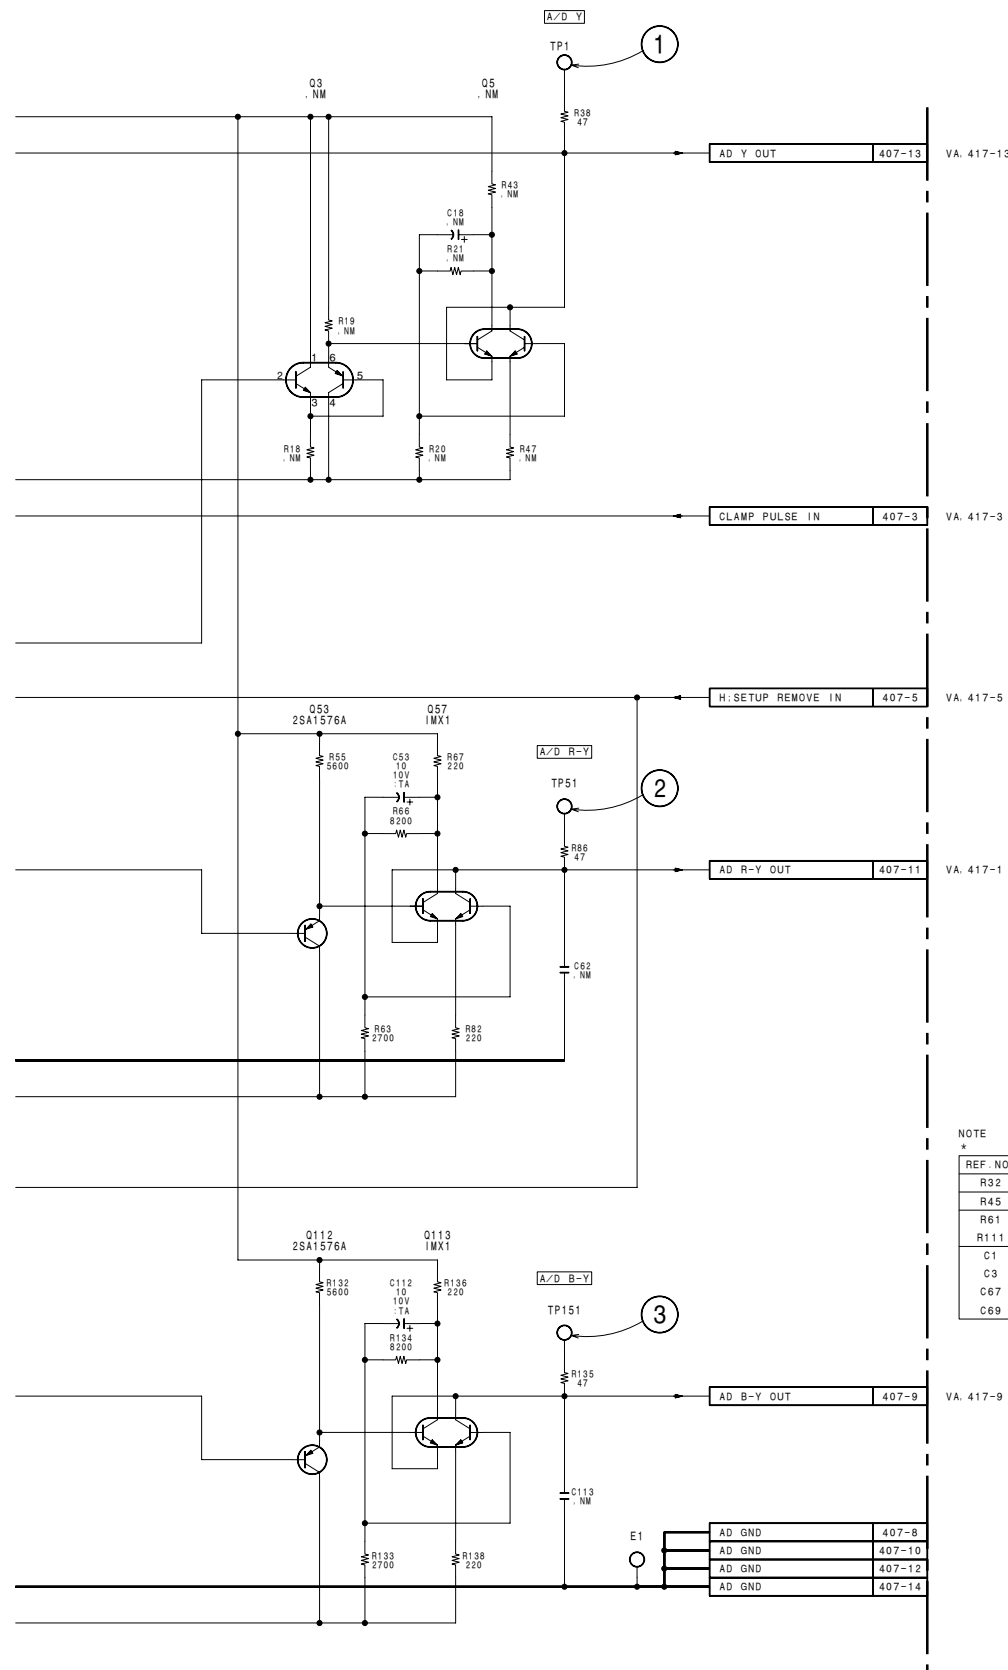 A/D Y
TP1
1
Q3
.NM
Q5
.NM
R38
47
AD Y OUT 407-13 VA. 417-13
R43
.NM
C18
.NM
+
R21
.NM
R19
.NM
1 6
2 5
3 4
R18
.NM
R20
.NM
R47
.NM
CLAMP PULSE IN 407-3 VA. 417-3
H:SETUP REMOVE IN 407-5 VA. 417-5
Q53
2SA1576A
Q57
IMX1
A/D R-Y
TP51
2
R55
5600
C53
10
10V
:TA
+
R67
220
R66
8200
R86
47
AD R-Y OUT 407-11 VA. 417-1
C62
.NM
R63
2700
R82
220
NOTE
*
REF.NO
R32
R45
R61
R111
C1
C3
C67
C69
Q112
2SA1576A
Q113
IMX1
A/D B-Y
TP151
3
R132
5600
C112
10
10V
:TA
+
R136
220
R134
8200
R135
47
AD B-Y OUT 407-9 VA. 417-9
C113
.NM
R133
2700
R138
220
E1
AD GND 407-8
AD GND 407-10
AD GND 407-12
AD GND 407-14